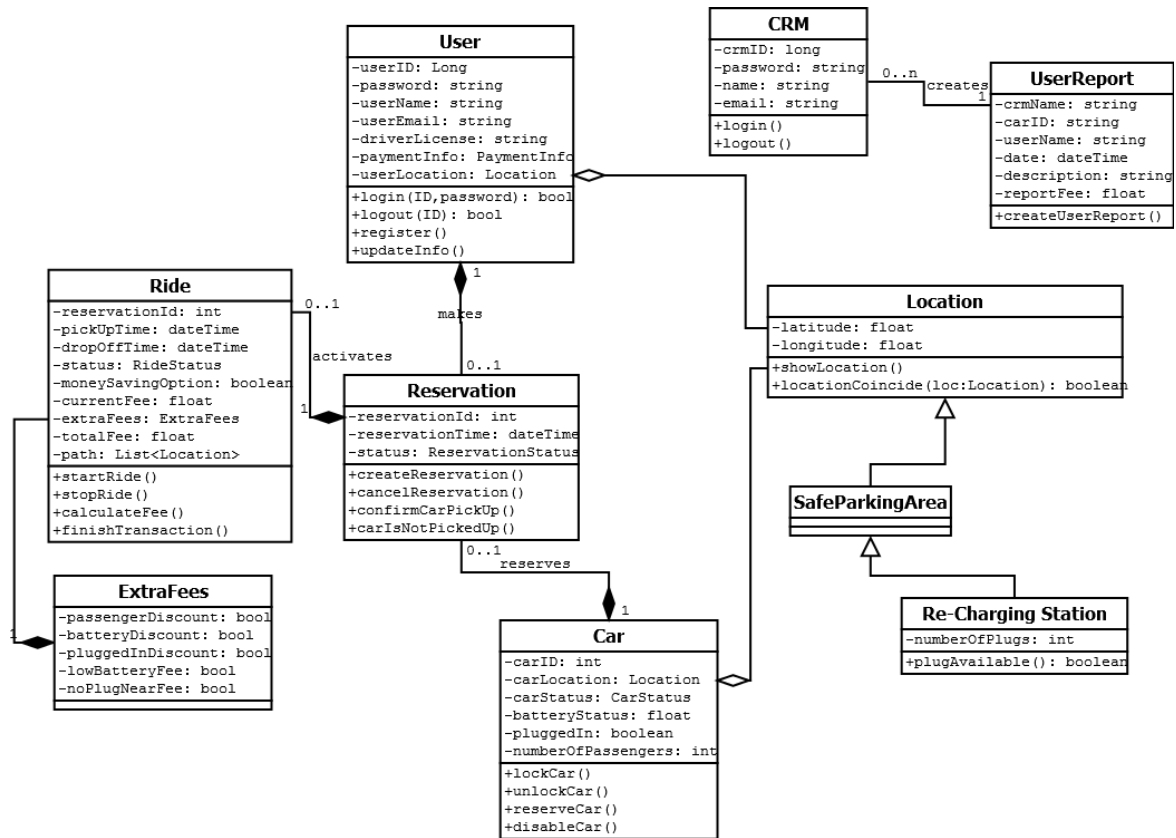 User
-userID: Long
-password: string
-userName: string
-userEmail: string
-driverLicense: string
-paymentInfo: PaymentInfo
-userLocation: Location
+login(ID,password): bool
+logout(ID): bool
+register()
+updateInfo()
CRM
-crmID: long
-password: string
-name: string
-email: string
+login()
+logout()
0..n
creates
1
UserReport
-crmName: string
-carID: string
-userName: string
-date: dateTime
-description: string
-reportFee: float
+createUserReport()
1
makes
0..1
Ride
-reservationId: int
-pickUpTime: dateTime
-dropOffTime: dateTime
-status: RideStatus
-moneySavingOption: boolean
-currentFee: float
-extraFees: ExtraFees
-totalFee: float
-path: List<Location>
+startRide()
+stopRide()
+calculateFee()
+finishTransaction()
0..1
activates
1
Reservation
-reservationId: int
-reservationTime: dateTime
-status: ReservationStatus
+createReservation()
+cancelReservation()
+confirmCarPickUp()
+carIsNotPickedUp()
Location
-latitude: float
-longitude: float
+showLocation()
+locationCoincide(loc:Location): boolean
SafeParkingArea
0..1
reserves
1
ExtraFees
-passengerDiscount: bool
-batteryDiscount: bool
-pluggedInDiscount: bool
-lowBatteryFee: bool
-noPlugNearFee: bool
1
Re-Charging Station
-numberOfPlugs: int
+plugAvailable(): boolean
Car
-carID: int
-carLocation: Location
-carStatus: CarStatus
-batteryStatus: float
-pluggedIn: boolean
-numberOfPassengers: int
+lockCar()
+unlockCar()
+reserveCar()
+disableCar()